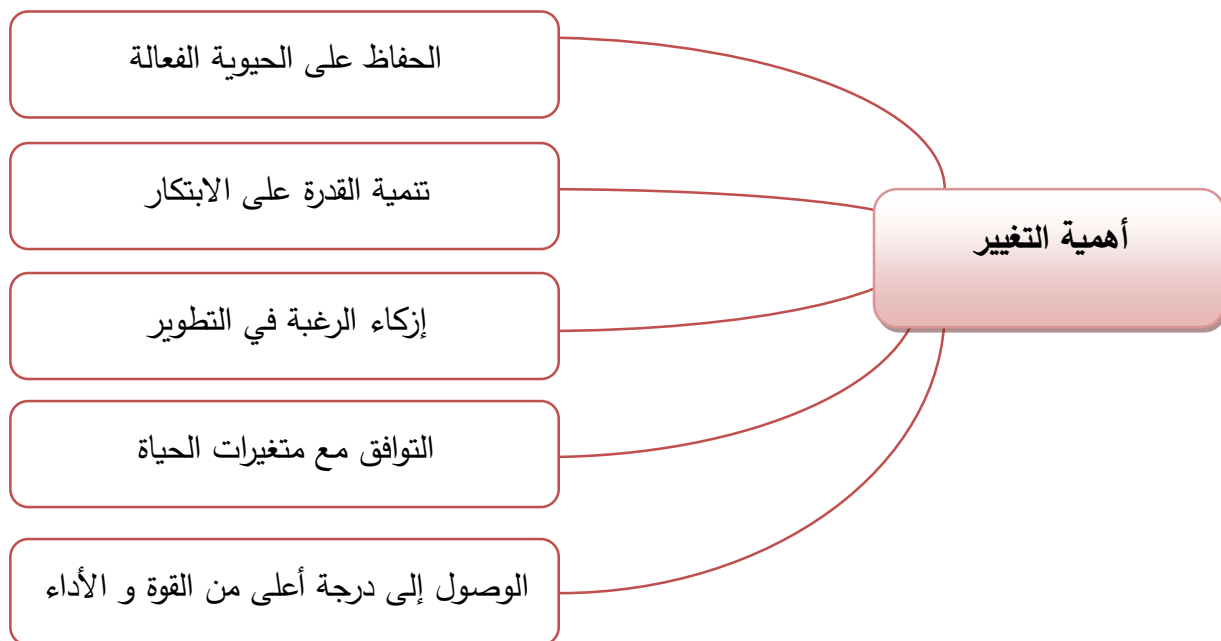 أهمية التغيير
الحفاظ على الحيوية الفعالة
تنمية القدرة على الابتكار
إزكاء الرغبة في التطوير
التوافق مع متغيرات الحياة
الوصول إلى درجة أعلى من القوة و الأداء